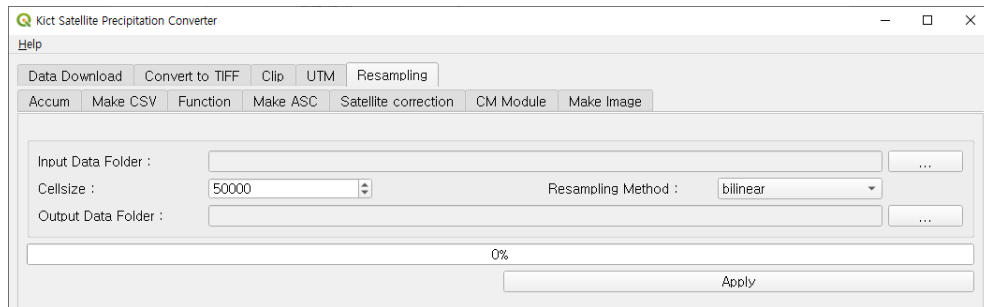 Kict Satellite Precipitation Converter
Help
Data Download Convert to TIFF Clip UTM Resampling
Accum Make CSV Function Make ASC Satellite correction CM Module Make Image
Input Data Folder : ...
Cellsize : 50000 Resampling Method : bilinear
Output Data Folder : ...
0%
Apply